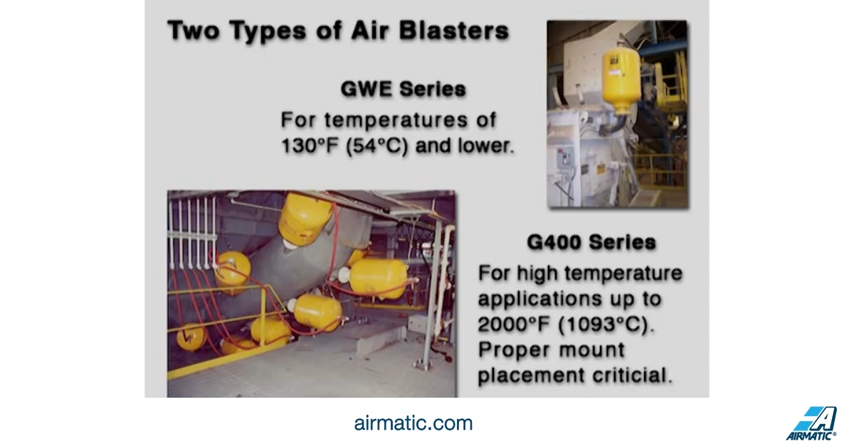 Two Types of Air Blasters
GWE Series
For temperatures of
130°F (54°C) and lower.
G400 Series
For high temperature
applications up to
2000°F (1093°C).
Proper mount
placement criticial.
airmatic.com
AIRMATIC®